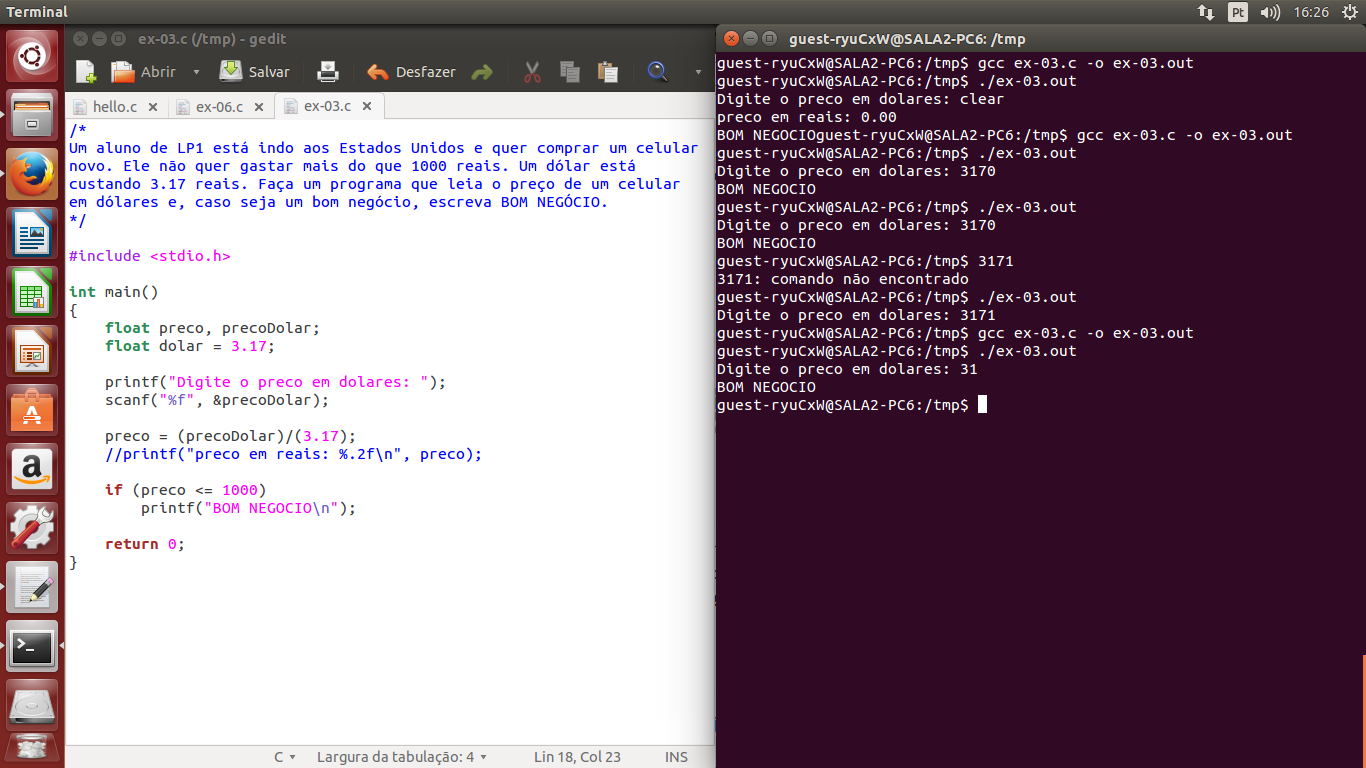 Terminal
Pt
16:26
ex-03.c (/tmp) - gedit
Abrir
Salvar
Desfazer
hello.c
ex-06.c
ex-03.c
/*
Um aluno de LP1 está indo aos Estados Unidos e quer comprar um celular
novo. Ele não quer gastar mais do que 1000 reais. Um dólar está
custando 3.17 reais. Faça um programa que leia o preço de um celular
em dólares e, caso seja um bom negócio, escreva BOM NEGÓCIO.
*/
#include <stdio.h>
int main()
{
    float preco, precoDolar;
    float dolar = 3.17;
    printf("Digite o preco em dolares: ");
    scanf("%f", &precoDolar);
    preco = (precoDolar)/(3.17);
    //printf("preco em reais: %.2f\n", preco);
    if (preco <= 1000)
        printf("BOM NEGOCIO\n");
    return 0;
}
C
Largura da tabulação: 4
Lin 18, Col 23
INS
guest-ryuCxW@SALA2-PC6: /tmp
guest-ryuCxW@SALA2-PC6:/tmp$ gcc ex-03.c -o ex-03.out
guest-ryuCxW@SALA2-PC6:/tmp$ ./ex-03.out
Digite o preco em dolares: clear
preco em reais: 0.00
BOM NEGOCIOguest-ryuCxW@SALA2-PC6:/tmp$ gcc ex-03.c -o ex-03.out
guest-ryuCxW@SALA2-PC6:/tmp$ ./ex-03.out
Digite o preco em dolares: 3170
BOM NEGOCIO
guest-ryuCxW@SALA2-PC6:/tmp$ ./ex-03.out
Digite o preco em dolares: 3170
BOM NEGOCIO
guest-ryuCxW@SALA2-PC6:/tmp$ 3171
3171: comando não encontrado
guest-ryuCxW@SALA2-PC6:/tmp$ ./ex-03.out
Digite o preco em dolares: 3171
guest-ryuCxW@SALA2-PC6:/tmp$ gcc ex-03.c -o ex-03.out
guest-ryuCxW@SALA2-PC6:/tmp$ ./ex-03.out
Digite o preco em dolares: 31
BOM NEGOCIO
guest-ryuCxW@SALA2-PC6:/tmp$